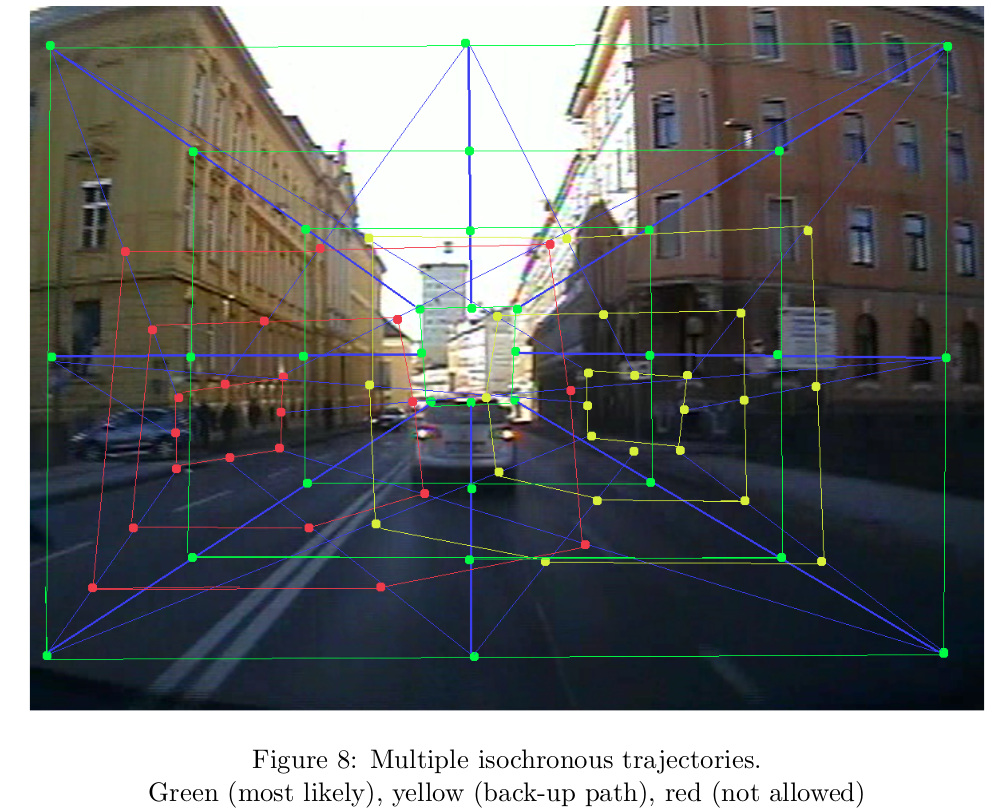 Figure 8: Multiple isochronous trajectories.
Green (most likely), yellow (back-up path), red (not allowed)